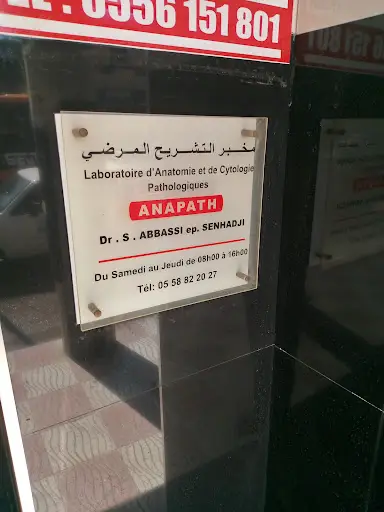 0556 151 801
مخبر التشريح المرضي
Laboratoire d'Anatomie et de Cytologie
Pathologiques
ANAPATH
Dr . S . ABBASSI ep. SENHADJI
Du Samedi au Jeudi de 08h00 à 16h00
Tél: 05 58 82 20 27